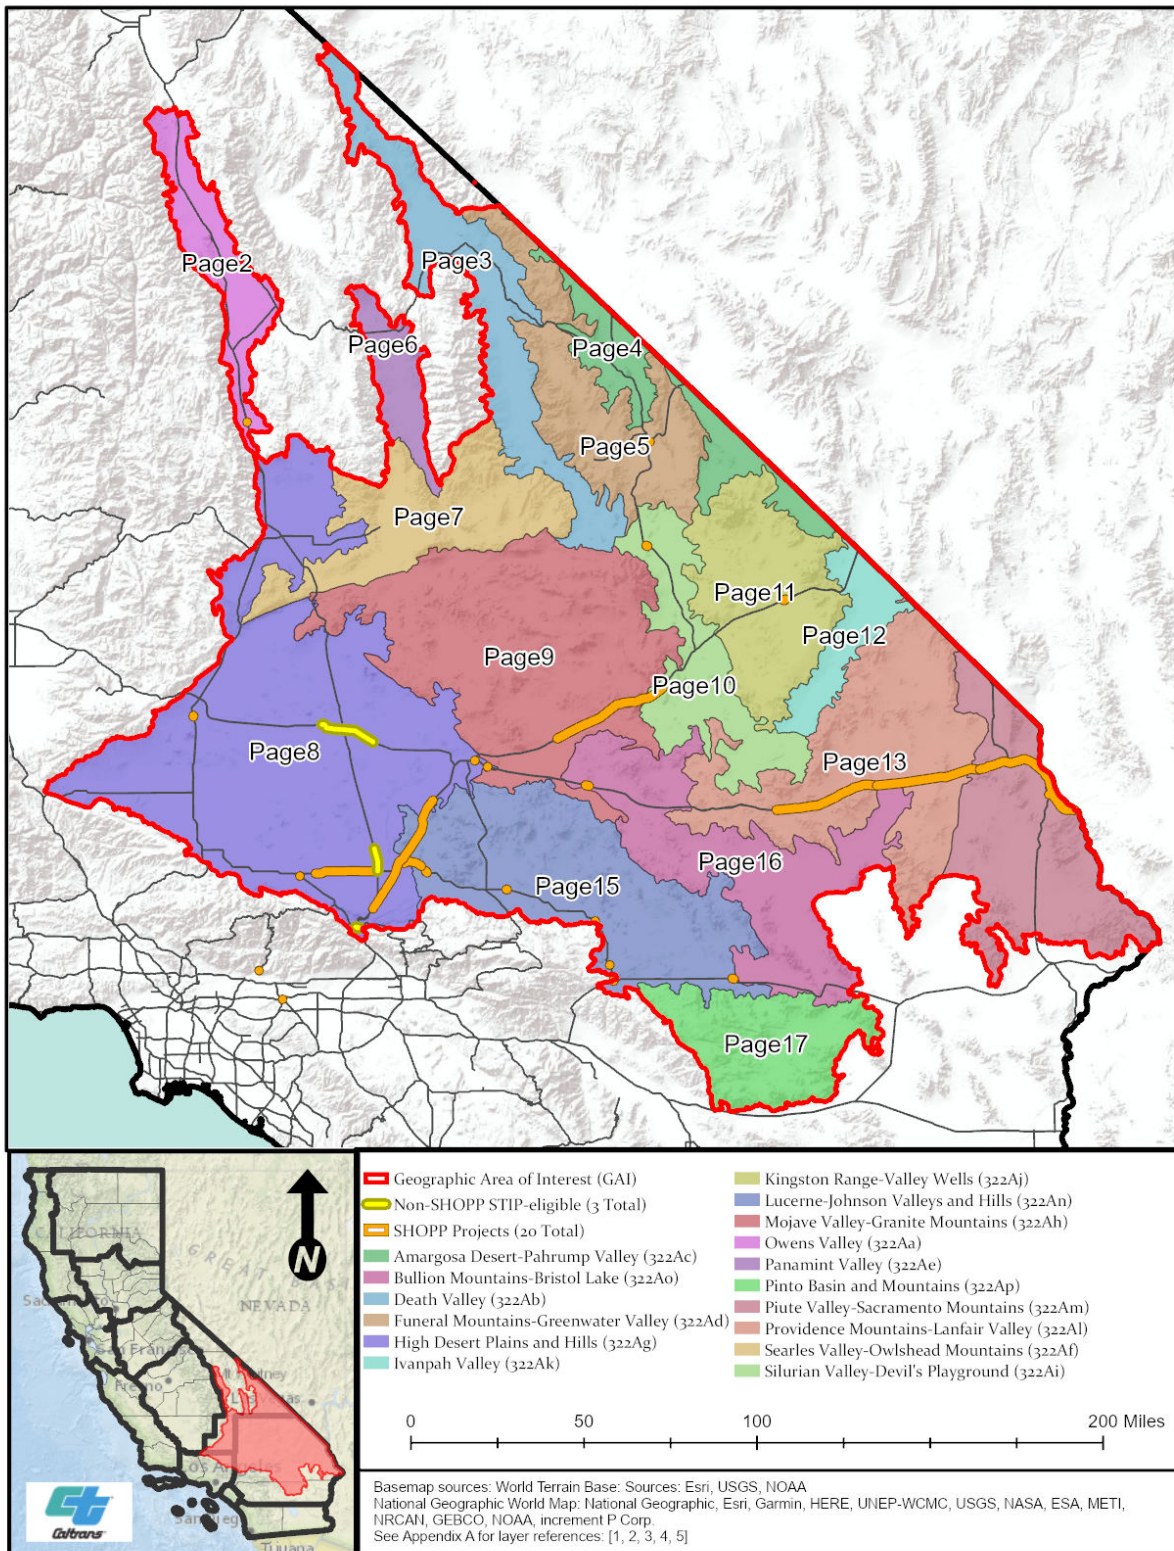 Page2
Page3
Page6
Page4
Page5
Page7
Page11
Page12
Page9
Page10
Page8
Page13
Page16
Page15
Page17
Geographic Area of Interest (GAI)
Non-SHOPP STIP-eligible (3 Total)
SHOPP Projects (20 Total)
Amargosa Desert-Pahrump Valley (322Ac)
Bullion Mountains-Bristol Lake (322Ao)
Death Valley (322Ab)
Funeral Mountains-Greenwater Valley (322Ad)
High Desert Plains and Hills (322Ag)
Ivanpah Valley (322Ak)
Kingston Range-Valley Wells (322Aj)
Lucerne-Johnson Valleys and Hills (322An)
Mojave Valley-Granite Mountains (322Ah)
Owens Valley (322Aa)
Panamint Valley (322Ae)
Pinto Basin and Mountains (322Ap)
Piute Valley-Sacramento Mountains (322Am)
Providence Mountains-Lanfair Valley (322Al)
Searles Valley-Owlshead Mountains (322Af)
Silurian Valley-Devil's Playground (322Ai)
0 50 100 200 Miles
N
CALIFORNIA
GREAT
NEVADA
San Francisco
Fresno
Tijuana
Caltrans
Basemap sources: World Terrain Base: Sources: Esri, USGS, NOAA
National Geographic World Map: National Geographic, Esri, Garmin, HERE, UNEP-WCMC, USGS, NASA, ESA, METI,
NRCAN, GEBCO, NOAA, increment P Corp.
See Appendix A for layer references: [1, 2, 3, 4, 5]